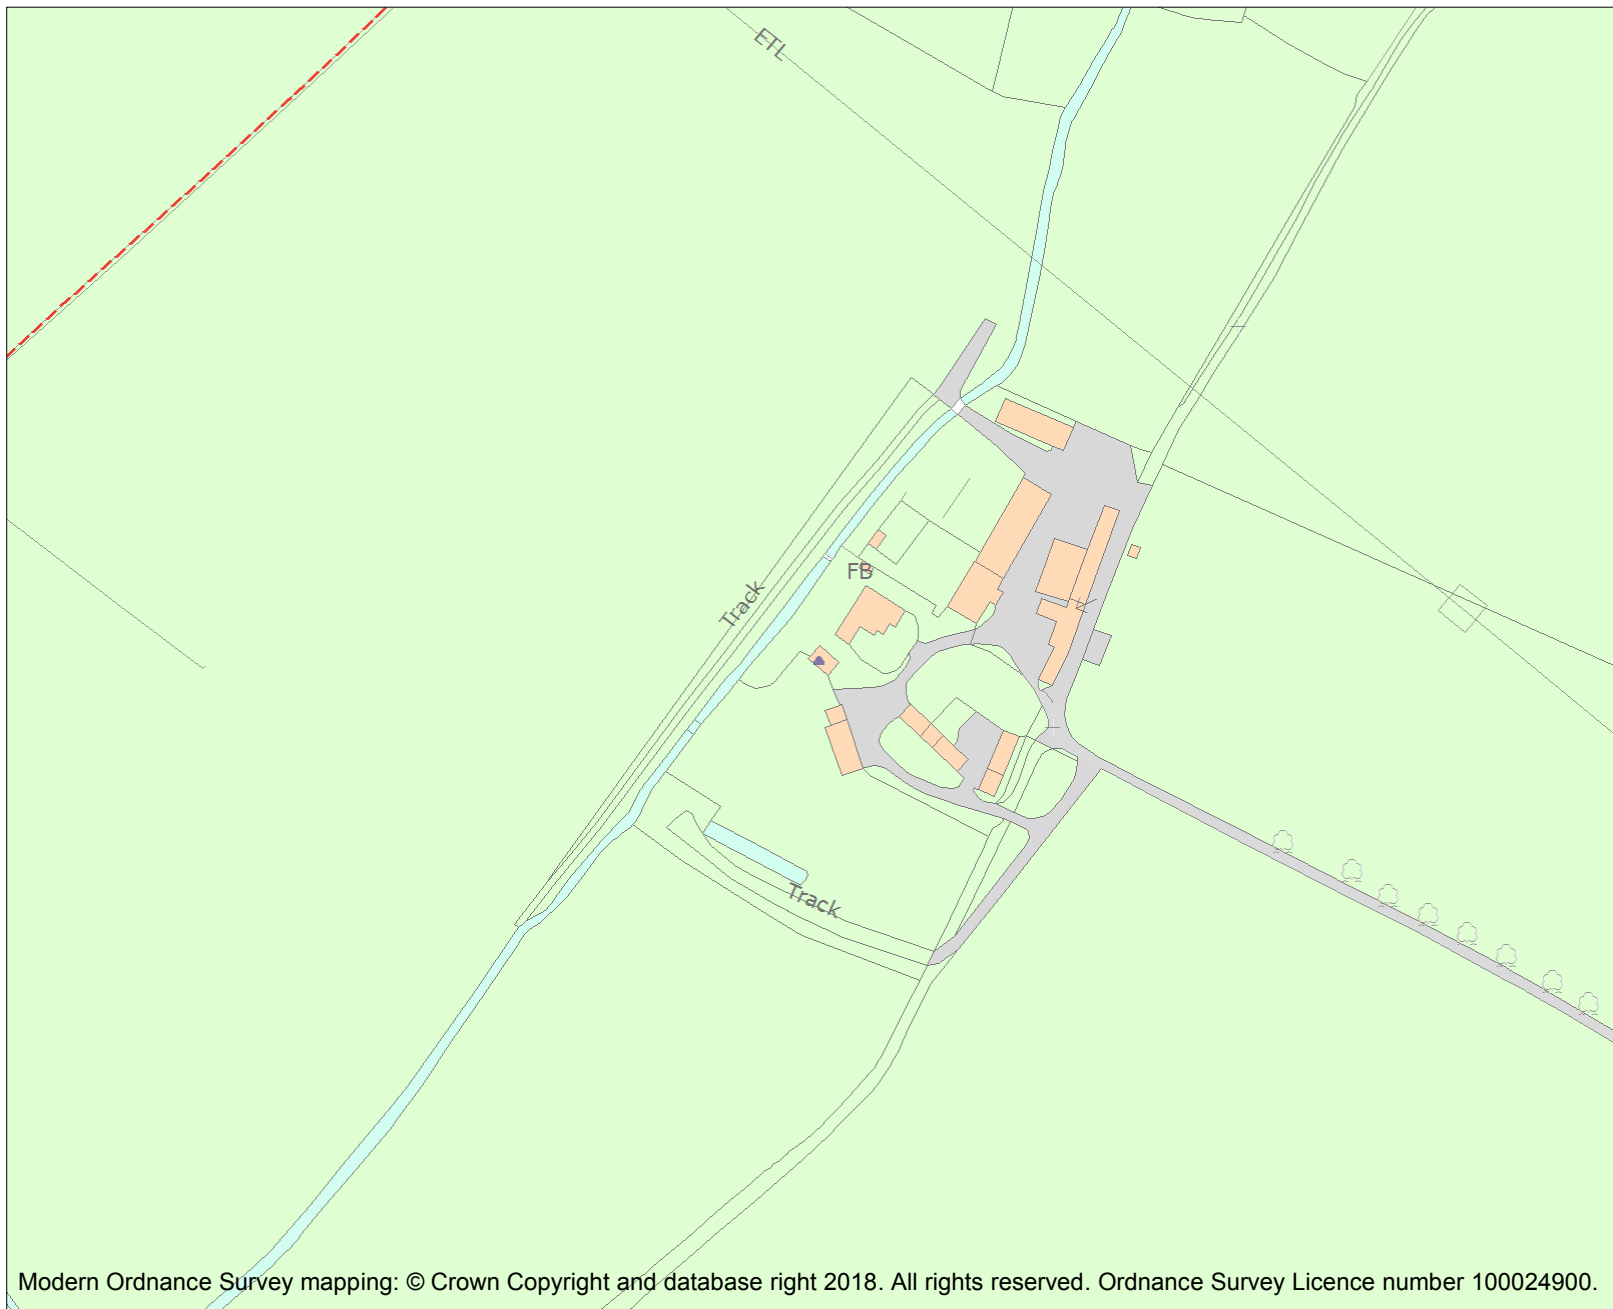 ETL
FB
Track
Track
Modern Ordnance Survey mapping: © Crown Copyright and database right 2018. All rights reserved. Ordnance Survey Licence number 100024900.